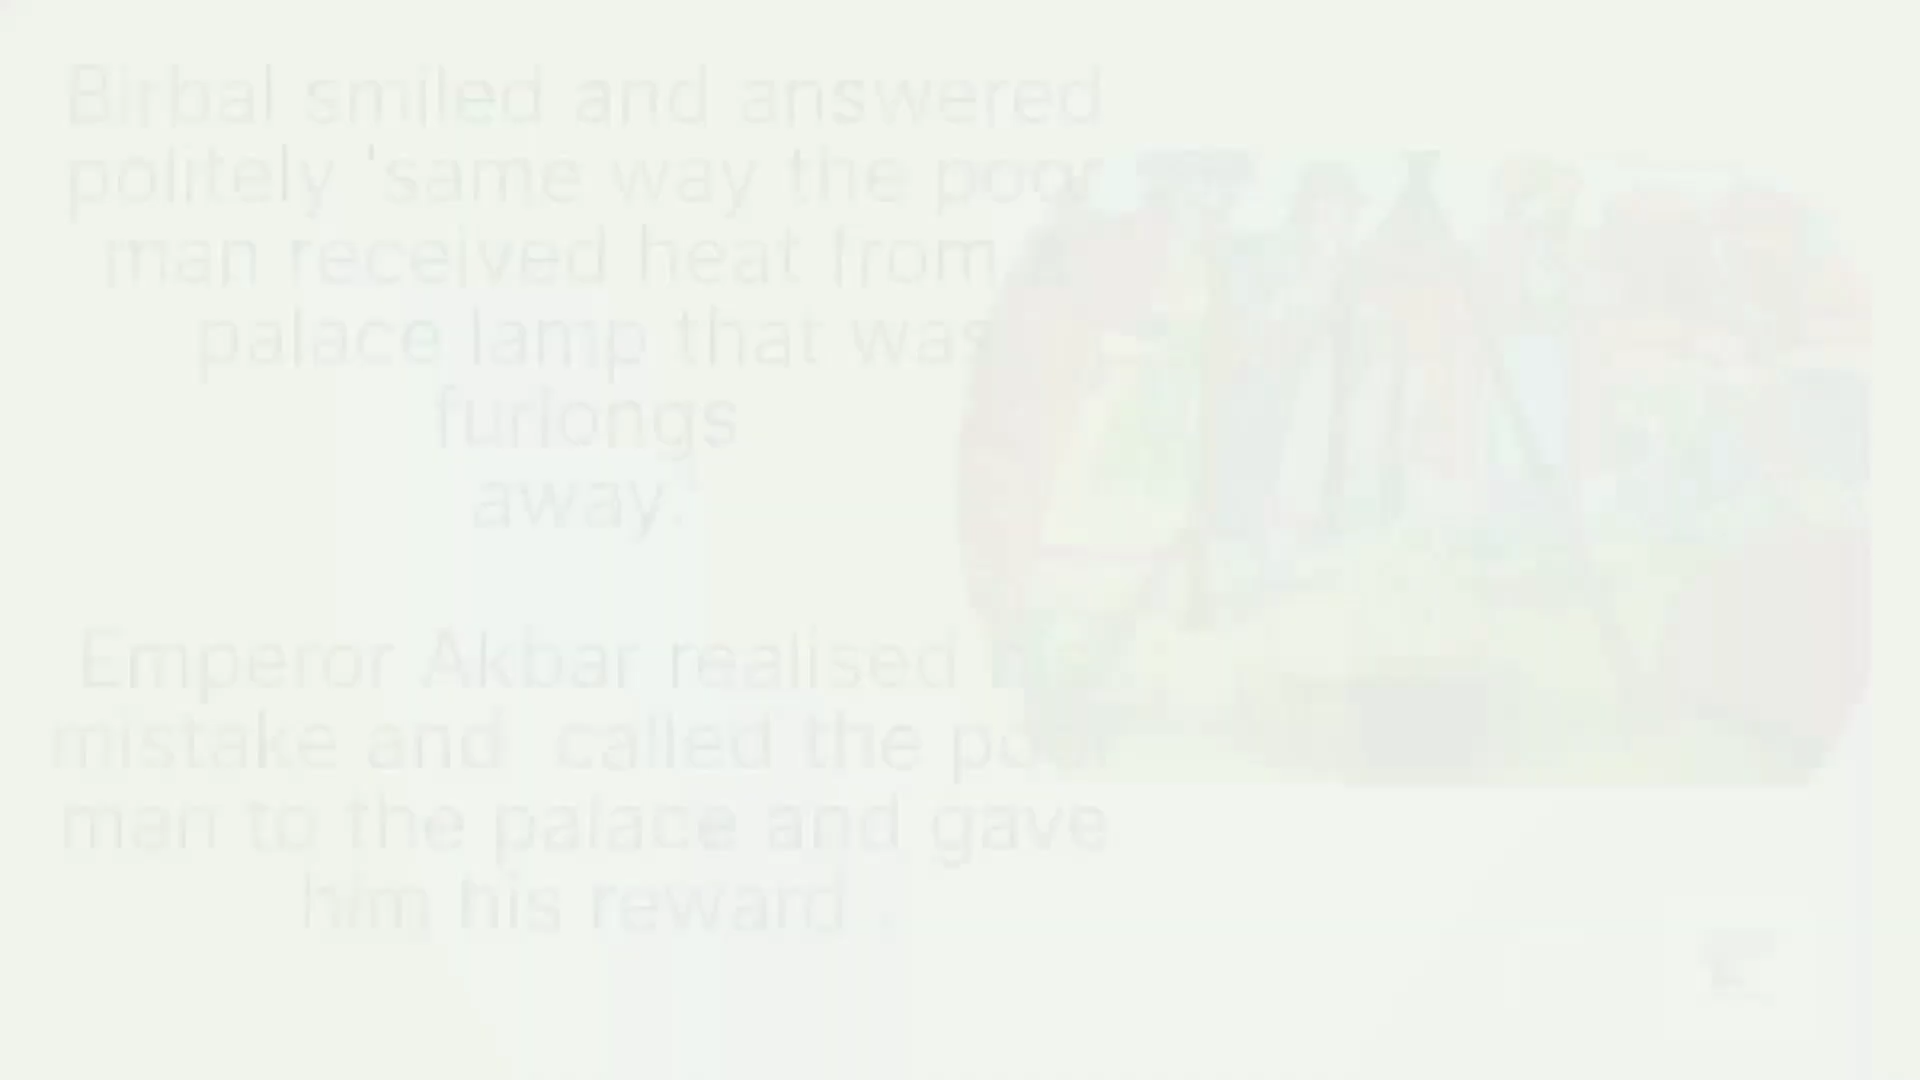 Birbal smiled and answered
politely 'same way the poor
man received heat from
palace lamp that was
furlongs
away.'
Emperor Akbar realised his
mistake and called the poor
man to the palace and gave
him his reward .